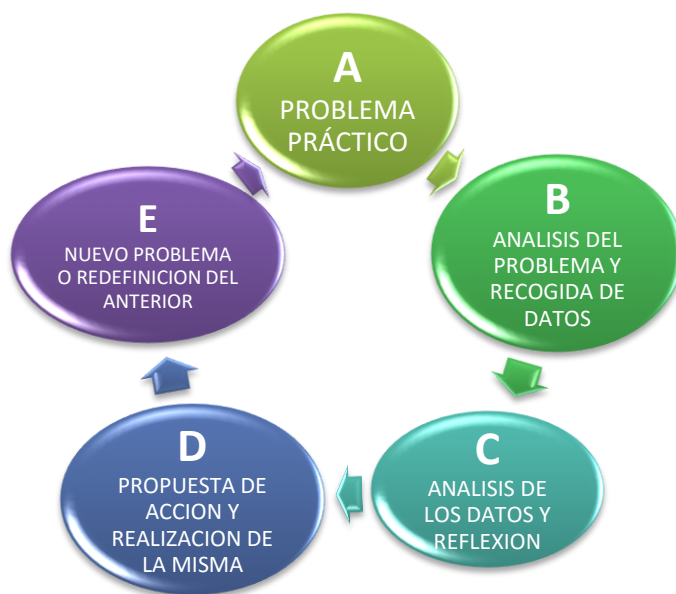 A
PROBLEMA
PRÁCTICO
B
ANALISIS DEL
PROBLEMA Y
RECOGIDA DE
DATOS
C
ANALISIS DE
LOS DATOS Y
REFLEXION
D
PROPUESTA DE
ACCION Y
REALIZACION DE
LA MISMA
E
NUEVO PROBLEMA
O REDEFINICION DEL
ANTERIOR